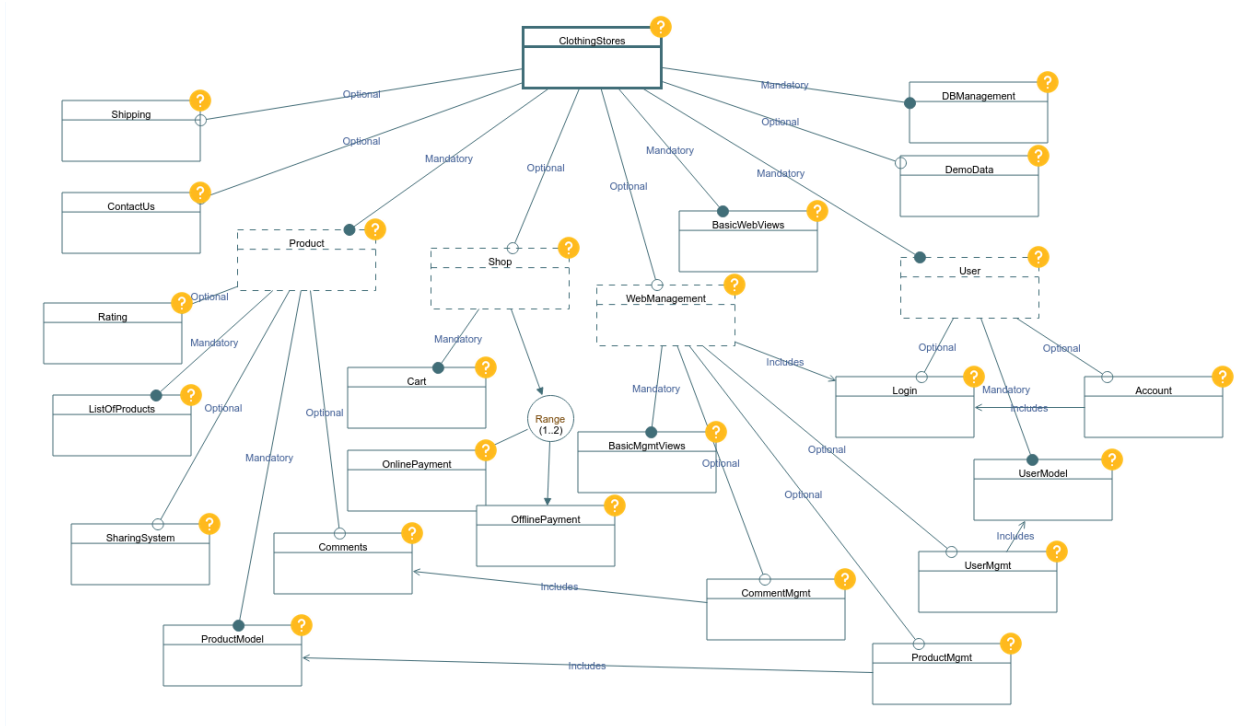 ?
ClothingStores
Mandatory
?
DBManagement
Optional
?
Shipping
Optional
?
DemoData
Optional
Mandatory
Mandatory
Optional
Mandatory
Optional
?
ContactUs
?
BasicWebViews
?
Product
?
Shop
?
User
?
WebManagement
Optional
?
Rating
Mandatory
Mandatory
Optional
Optional
Includes
?
Cart
?
Login
Mandatory
Mandatory
?
Account
?
ListOfProducts
Optional
Optional
Includes
Range
(1..2)
?
BasicMgmtViews
Optional
Mandatory
?
OnlinePayment
Optional
Optional
?
UserModel
?
OfflinePayment
?
SharingSystem
?
Comments
Includes
?
UserMgmt
Includes
?
CommentMgmt
?
ProductModel
?
ProductMgmt
Includes